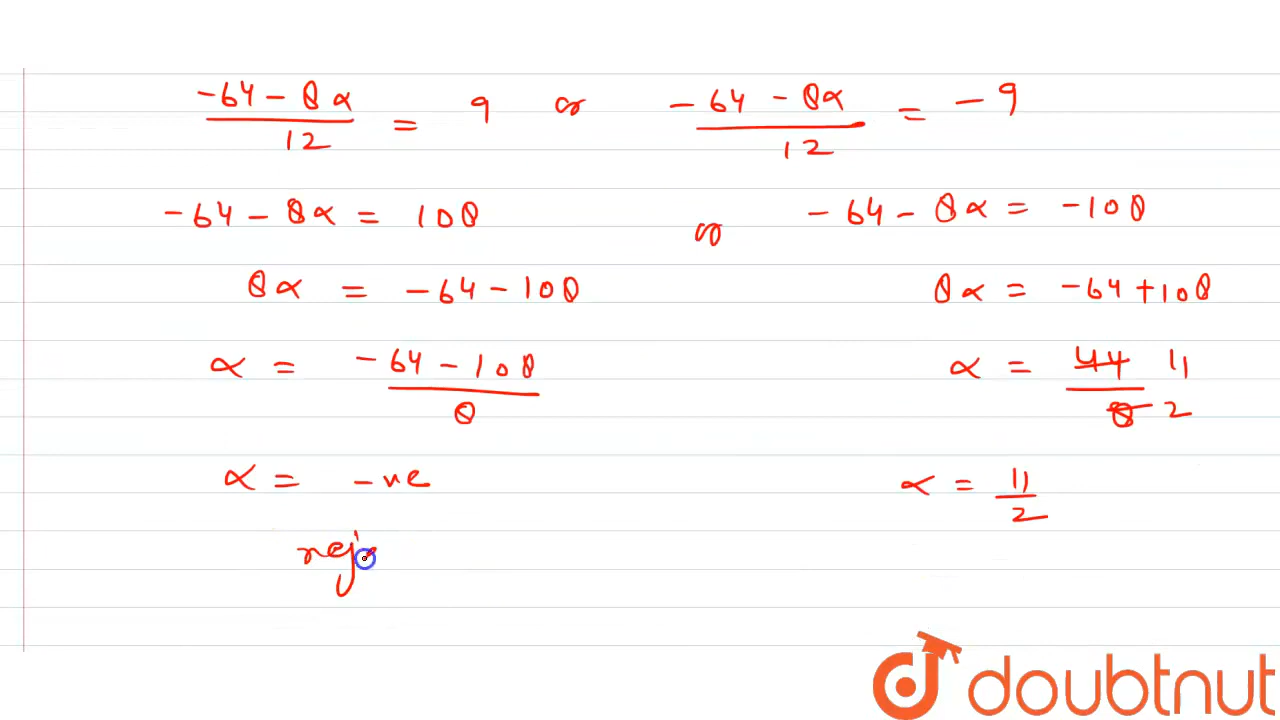 (-64 - 8α)/12 = 9 or (-64 - 8α)/12 = -9
-64 - 8α = 108 or -64 - 8α = -108
8α = -64 - 108 8α = -64 + 108
α = (-64 - 108)/8 α = 44/8 11/2
α = -ve α = 11/2
rej
doubtnut